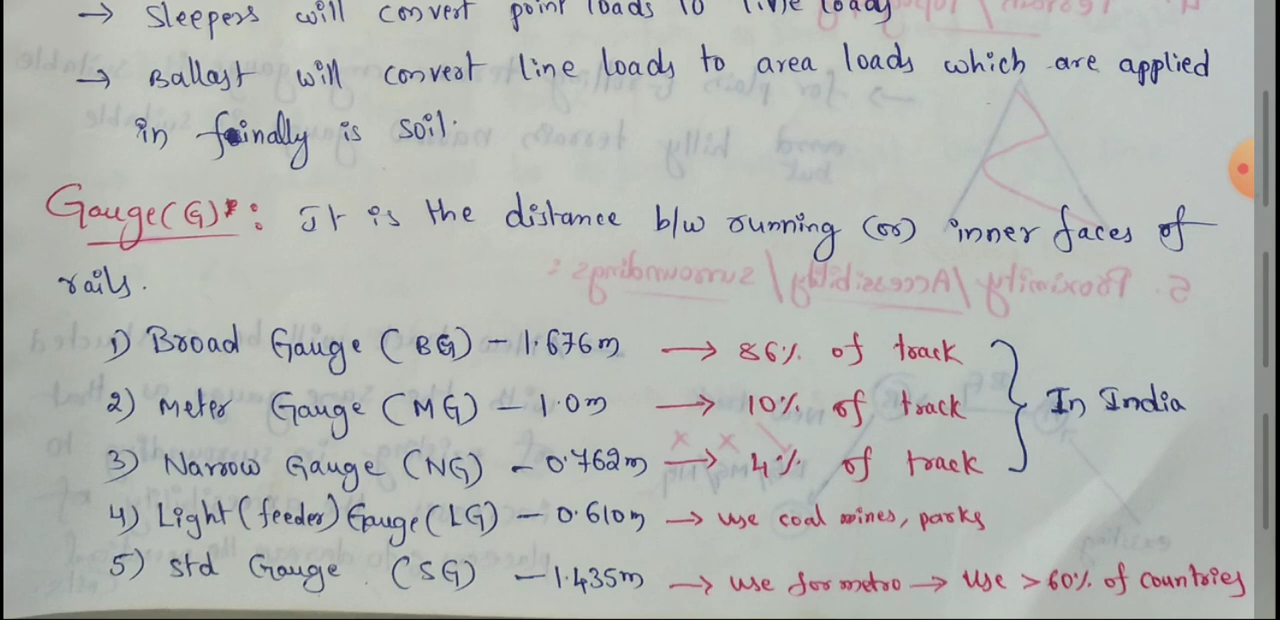 → Sleepers will convert point loads to line loads
→ Ballast will convert line loads to area loads which are applied
in finally is soil.
Gauge(G)*: It is the distance b/w running (or) inner faces of
rails.
1) Broad Gauge (BG) - 1.676m → 86% of track
2) Meter Gauge (MG) - 1.0m → 10% of track } In India
3) Narrow Gauge (NG) - 0.762m → 4% of track
4) Light (feeder) Gauge (LG) - 0.610m → use coal mines, parks
5) Std Gauge (SG) - 1.435m → use for metro → Use > 60% of countries